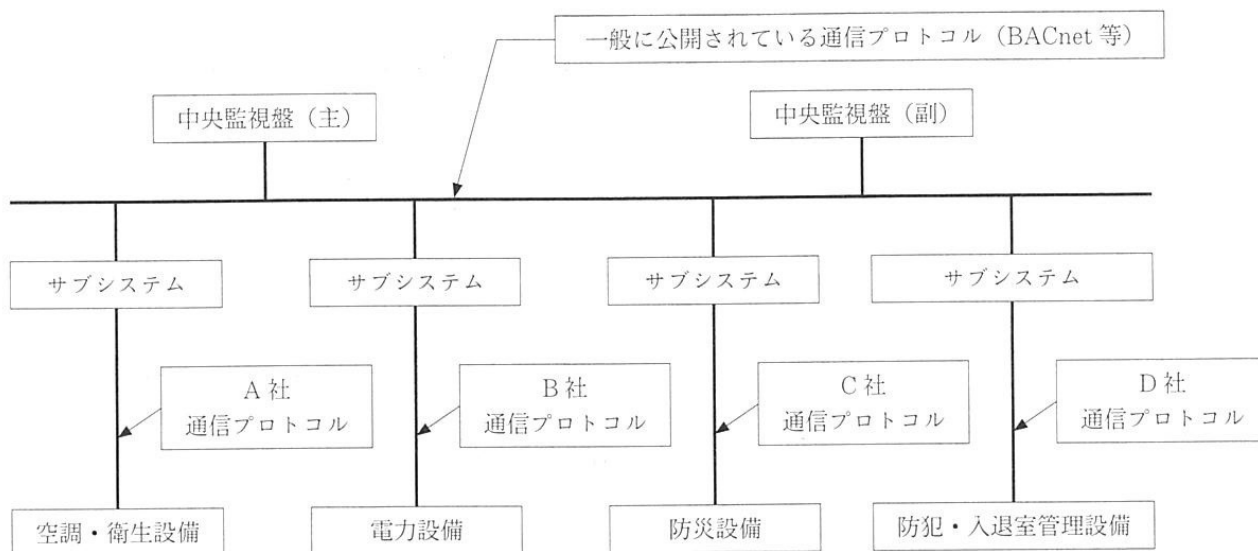 一般に公開されている通信プロトコル（BACnet 等）
中央監視盤（主）
中央監視盤（副）
サブシステム
サブシステム
サブシステム
サブシステム
A 社
通信プロトコル
B 社
通信プロトコル
C 社
通信プロトコル
D 社
通信プロトコル
空調・衛生設備
電力設備
防災設備
防犯・入退室管理設備